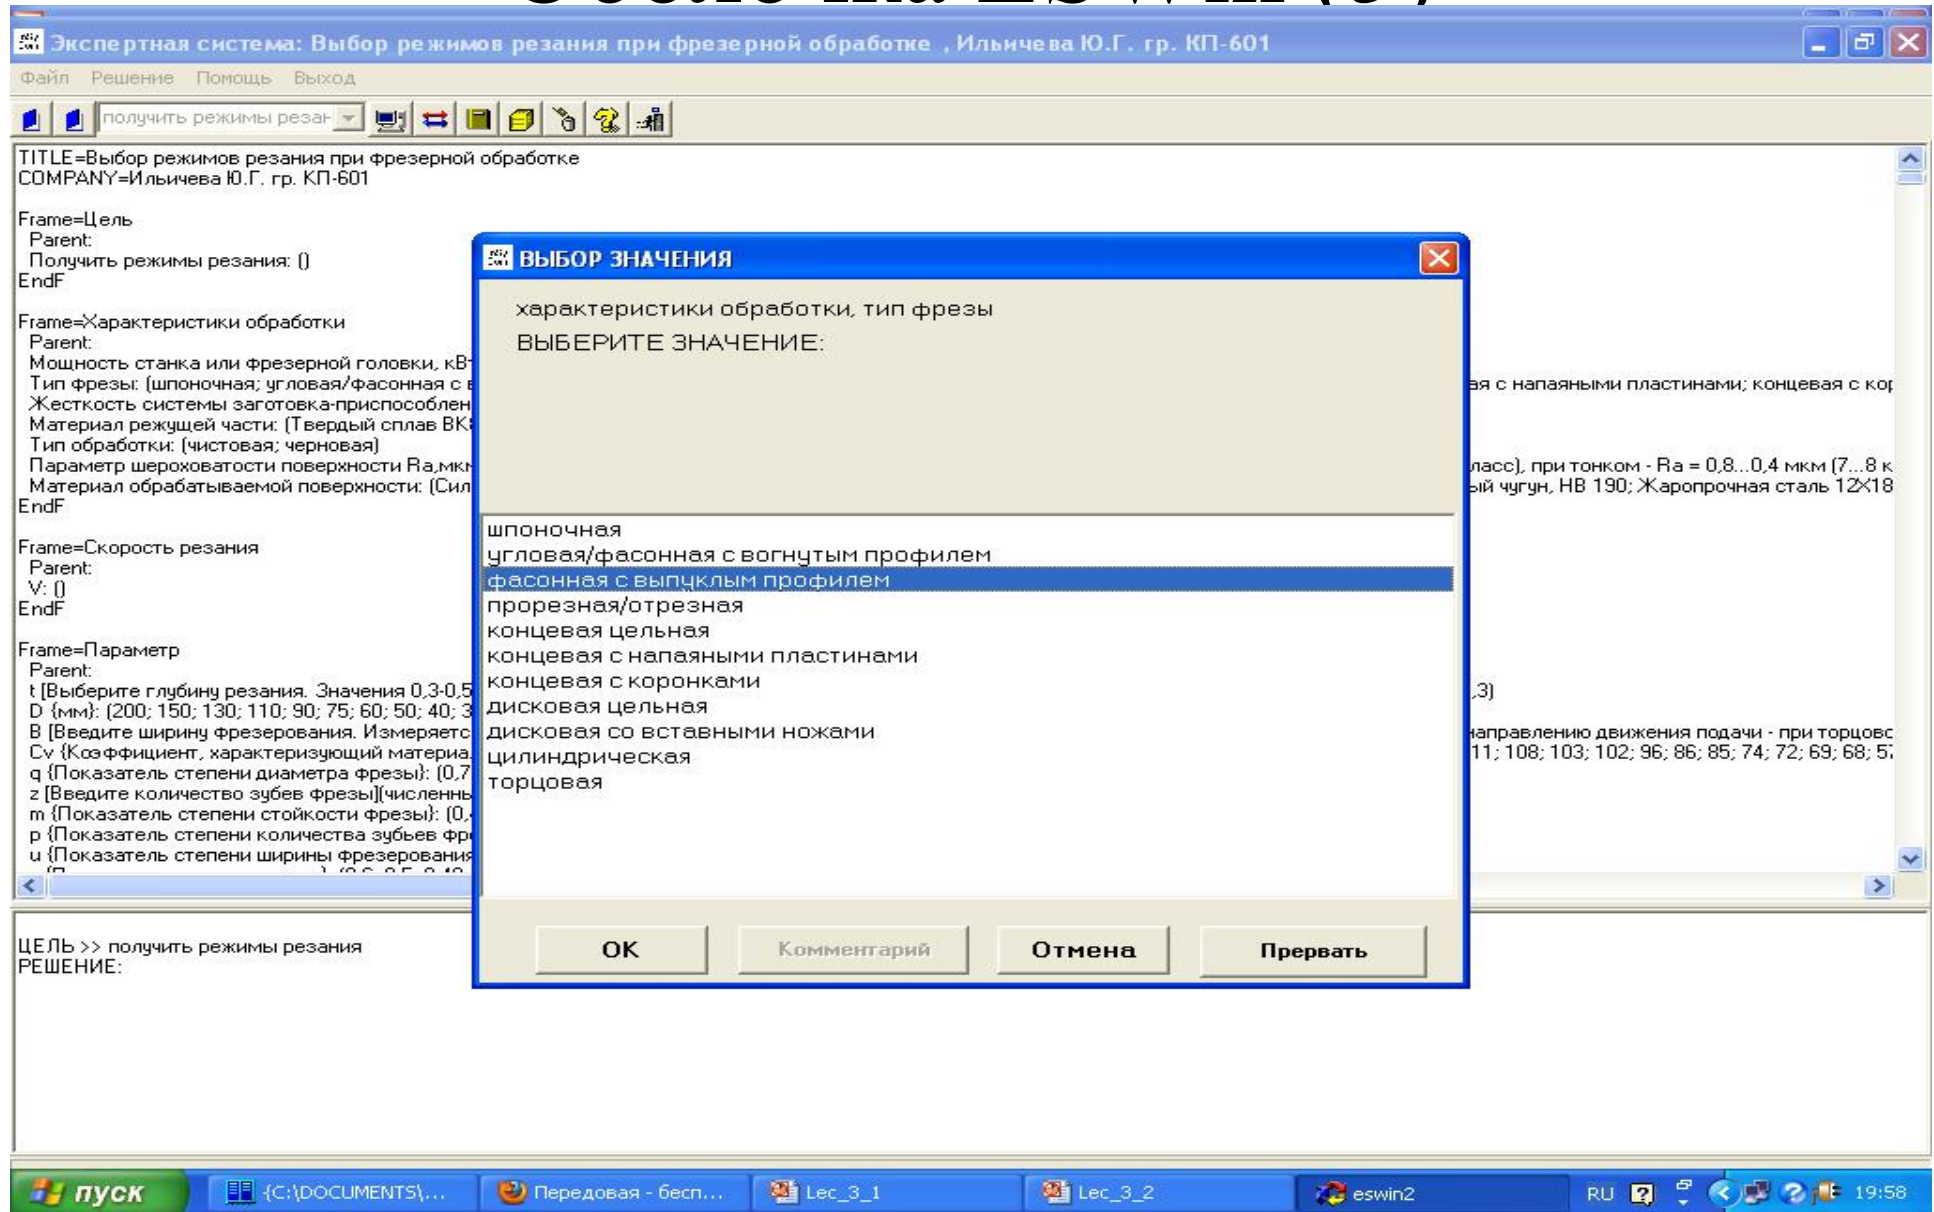 Экспертная система: Выбор режимов резания при фрезерной обработке , Ильичева Ю.Г. гр. КП-601
Файл Решение Помощь Выход
получить режимы резан
TITLE=Выбор режимов резания при фрезерной обработке
COMPANY=Ильичева Ю.Г. гр. КП-601
Frame=Цель
Parent:
Получить режимы резания: ()
EndF
Frame=Характеристики обработки
Parent:
Мощность станка или фрезерной головки, кВт
Тип фрезы: (шпоночная; угловая/фасонная с в
ая с напаяными пластинами; концевая с кор
Жесткость системы заготовка-приспособлен
Материал режущей части: (Твердый сплав ВК8
Тип обработки: (чистовая; черновая)
Параметр шероховатости поверхности Ra,мкм
ласс), при тонком - Ra = 0,8...0,4 мкм (7...8 к
Материал обрабатываемой поверхности: (Сил
ый чугун, HB 190; Жаропрочная сталь 12Х18
EndF
Frame=Скорость резания
Parent:
V: ()
EndF
Frame=Параметр
Parent:
t [Выберите глубину резания. Значения 0,3-0,5
,3)
D {мм}: (200; 150; 130; 110; 90; 75; 60; 50; 40; 3
B [Введите ширину фрезерования. Измеряетс
направлению движения подачи - при торцово
Cv {Коэффициент, характеризующий материа
11; 108; 103; 102; 96; 86; 85; 74; 72; 69; 68; 5
q {Показатель степени диаметра фрезы}: (0,7
z [Введите количество зубев фрезы](численны
m {Показатель степени стойкости фрезы}: (0,
p {Показатель степени количества зубьев фре
u {Показатель степени ширины фрезерования
ВЫБОР ЗНАЧЕНИЯ
характеристики обработки, тип фрезы
ВЫБЕРИТЕ ЗНАЧЕНИЕ:
шпоночная
угловая/фасонная с вогнутым профилем
фасонная с выпуклым профилем
прорезная/отрезная
концевая цельная
концевая с напаяными пластинами
концевая с коронками
дисковая цельная
дисковая со вставными ножами
цилиндрическая
торцовая
OK Комментарий Отмена Прервать
ЦЕЛЬ >> получить режимы резания
РЕШЕНИЕ:
пуск {C:\DOCUMENTS\... Передовая - бесп... Lec_3_1 Lec_3_2 eswin2 RU 19:58